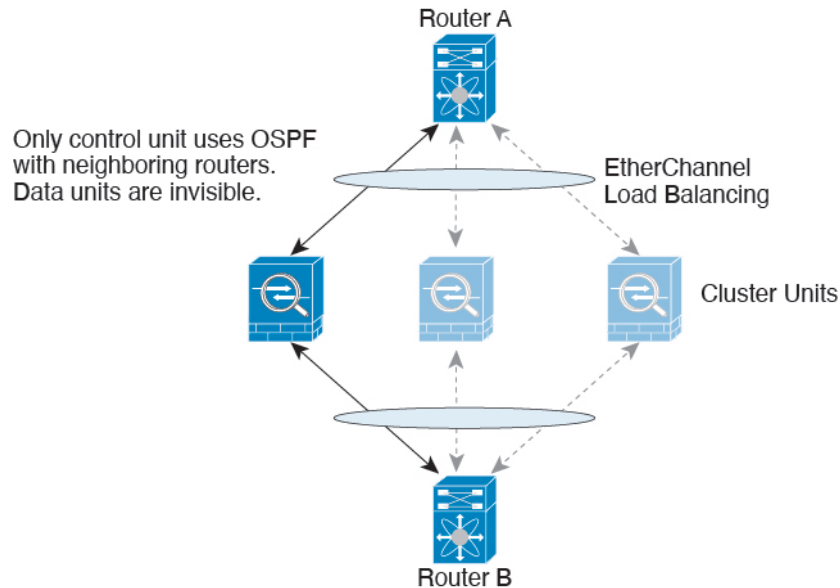 Router A
Only control unit uses OSPF
with neighboring routers.
Data units are invisible.
EtherChannel
Load Balancing
Cluster Units
Router B